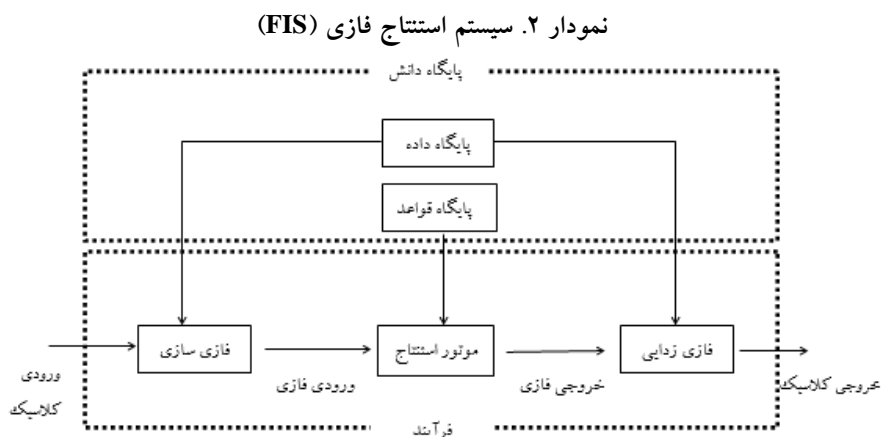 نمودار ۲. سیستم استنتاج فازی (FIS)
پایگاه دانش
پایگاه داده
پایگاه قواعد
فازی سازی
موتور استنتاج
فازی زدایی
ورودی
کلاسیک
ورودی فازی
خروجی فازی
خروجی کلاسیک
فرآیند